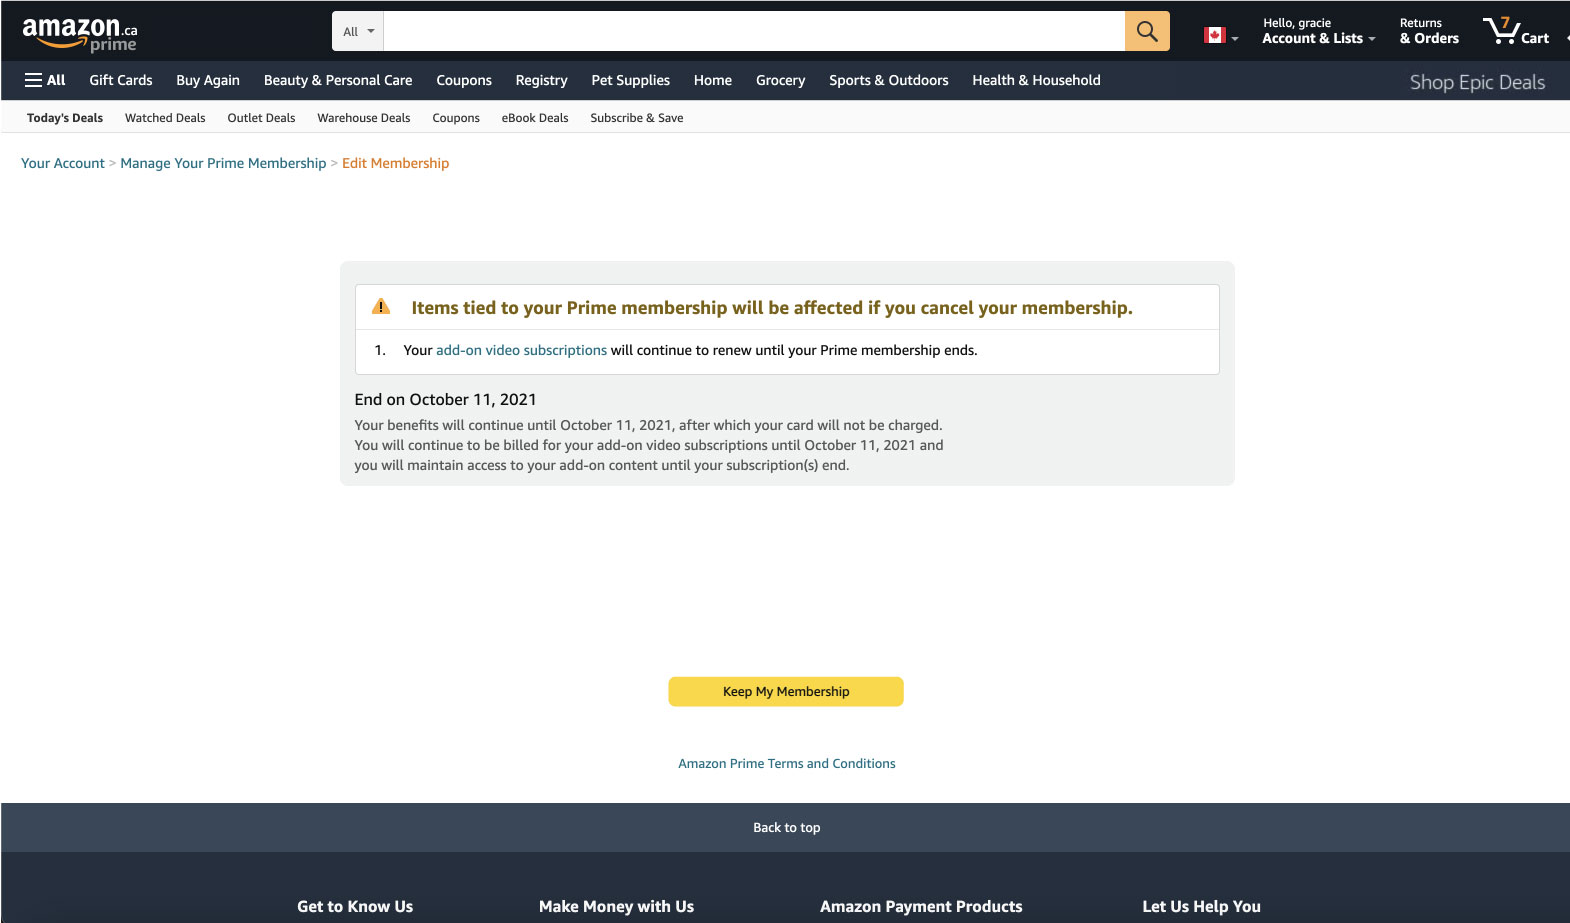 amazon.ca
prime
All
Hello, gracie
Account & Lists
Returns
& Orders
7
Cart
All Gift Cards Buy Again Beauty & Personal Care Coupons Registry Pet Supplies Home Grocery Sports & Outdoors Health & Household Shop Epic Deals
Today's Deals Watched Deals Outlet Deals Warehouse Deals Coupons eBook Deals Subscribe & Save
Your Account > Manage Your Prime Membership > Edit Membership
Items tied to your Prime membership will be affected if you cancel your membership.
1. Your add-on video subscriptions will continue to renew until your Prime membership ends.
End on October 11, 2021
Your benefits will continue until October 11, 2021, after which your card will not be charged.
You will continue to be billed for your add-on video subscriptions until October 11, 2021 and
you will maintain access to your add-on content until your subscription(s) end.
Keep My Membership
Amazon Prime Terms and Conditions
Back to top
Get to Know Us Make Money with Us Amazon Payment Products Let Us Help You